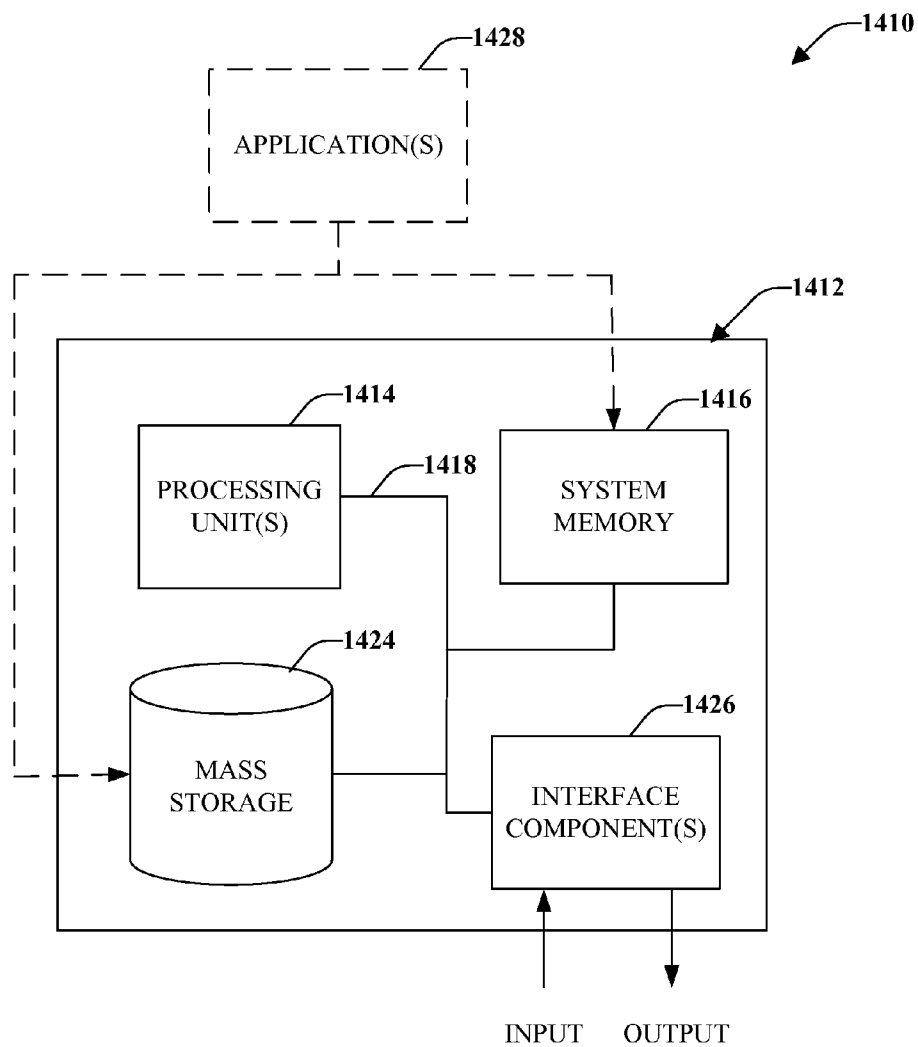 1410
1428
APPLICATION(S)
1412
1414
1416
1418
PROCESSING
UNIT(S)
SYSTEM
MEMORY
1424
1426
MASS
STORAGE
INTERFACE
COMPONENT(S)
INPUT
OUTPUT